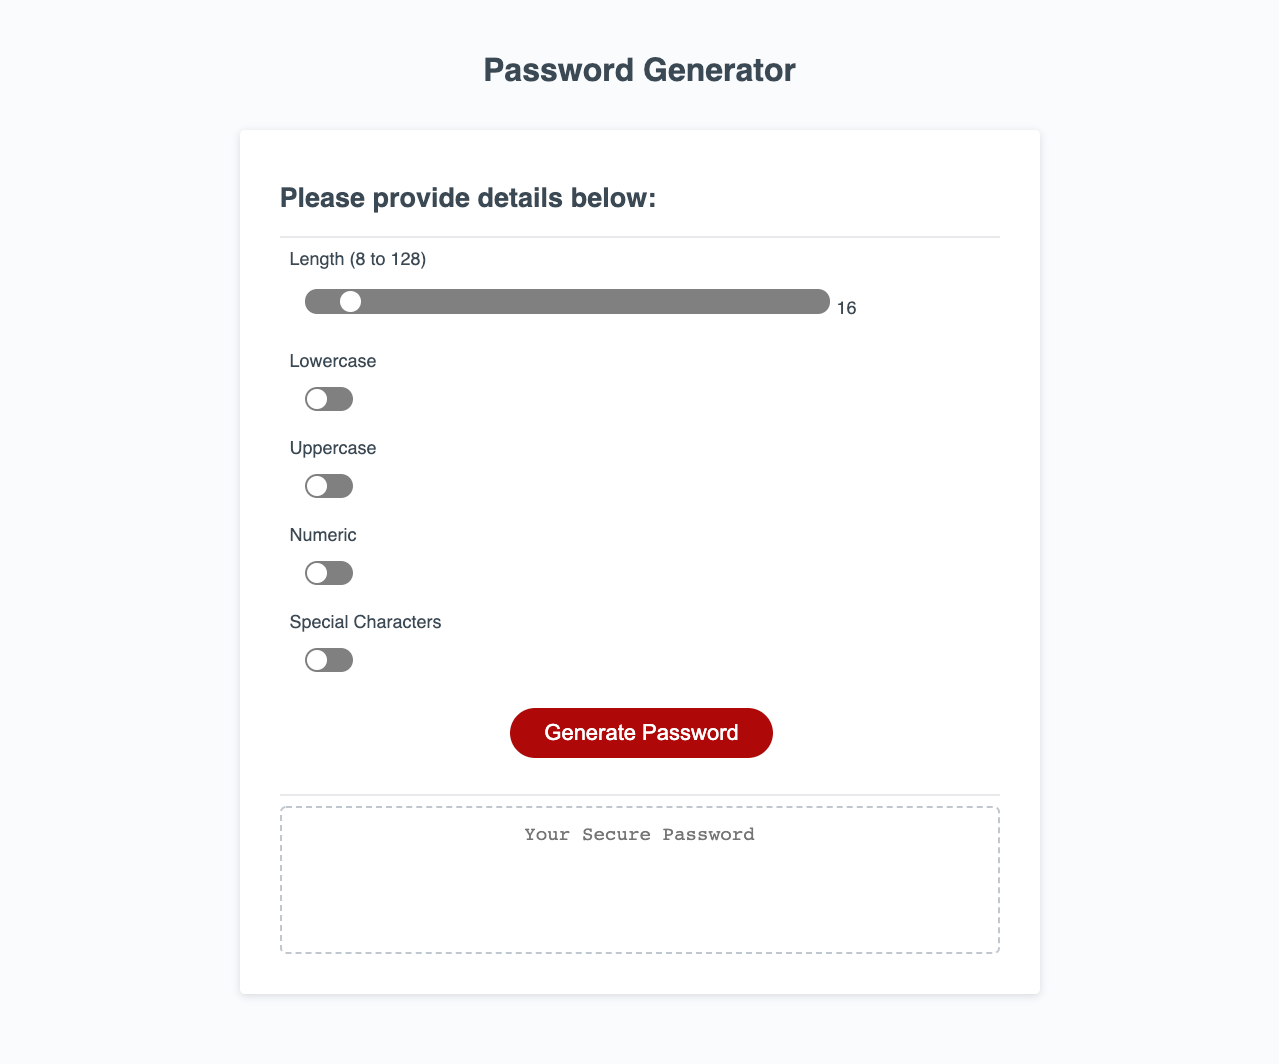 Password Generator
Please provide details below:
Length (8 to 128)
16
Lowercase
Uppercase
Numeric
Special Characters
Generate Password
Your Secure Password